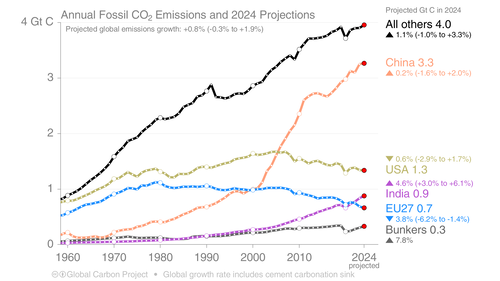 Annual Fossil CO₂ Emissions and 2024 Projections
Projected global emissions growth: +0.8% (-0.3% to +1.9%)
Projected Gt C in 2024
All others 4.0
▲ 1.1% (-1.0% to +3.3%)
China 3.3
▲ 0.2% (-1.6% to +2.0%)
▼ 0.6% (-2.9% to +1.7%)
USA 1.3
▲ 4.6% (+3.0% to +6.1%)
India 0.9
EU27 0.7
▼ 3.8% (-6.2% to -1.4%)
Bunkers 0.3
▲ 7.8%
4 Gt C
3
2
1
0
1960
1970
1980
1990
2000
2010
2024
projected
Global Carbon Project • Global growth rate includes cement carbonation sink